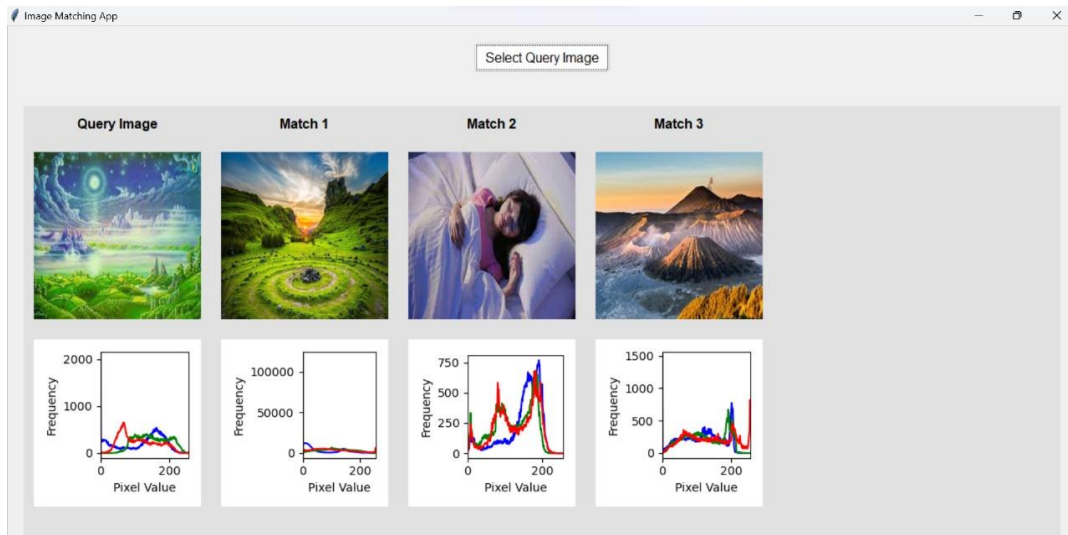 Image Matching App
Select Query Image
Query Image
Match 1
Match 2
Match 3
2000
1000
0
Frequency
0 200
Pixel Value
100000
50000
0
Frequency
0 200
Pixel Value
750
500
250
0
Frequency
0 200
Pixel Value
1500
1000
500
0
Frequency
0 200
Pixel Value